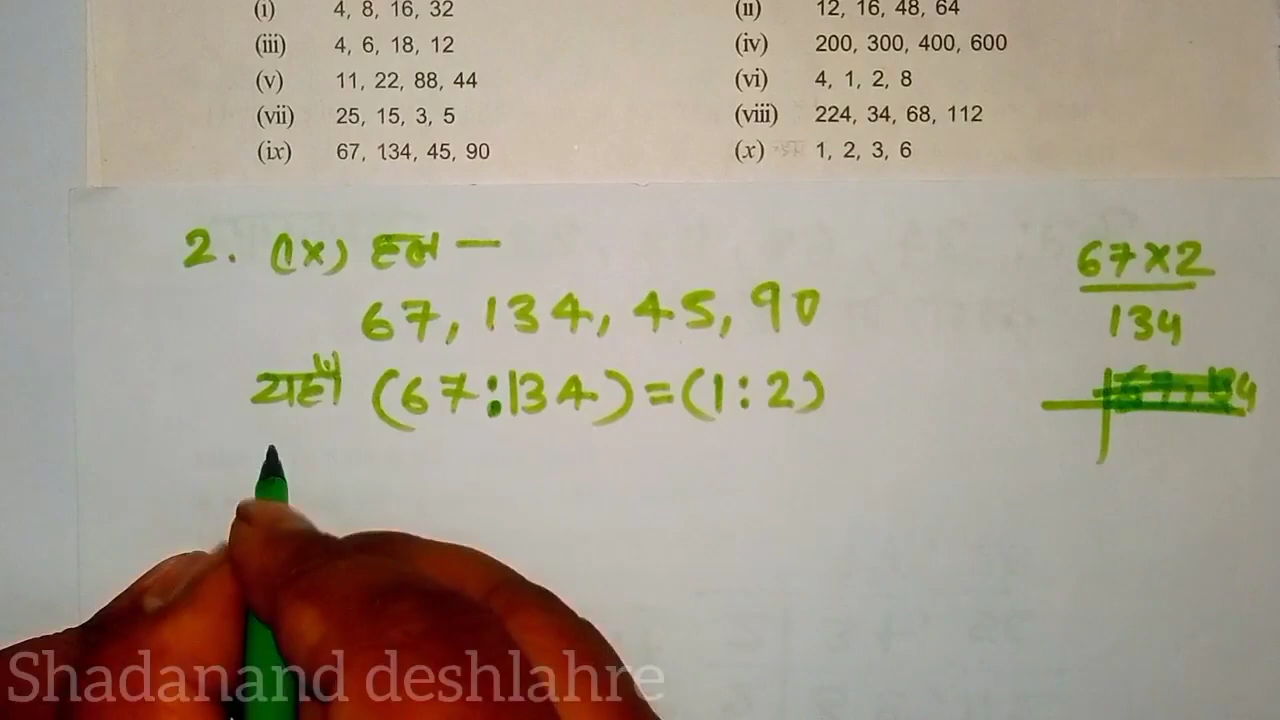 (i) 4, 8, 16, 32 (ii) 12, 16, 48, 64
(iii) 4, 6, 18, 12 (iv) 200, 300, 400, 600
(v) 11, 22, 88, 44 (vi) 4, 1, 2, 8
(vii) 25, 15, 3, 5 (viii) 224, 34, 68, 112
(ix) 67, 134, 45, 90 (x) 1, 2, 3, 6
2. (ix) हल —
67, 134, 45, 90
यहाँ (67:134)=(1:2)
67×2
134
Shadanand deshlahre